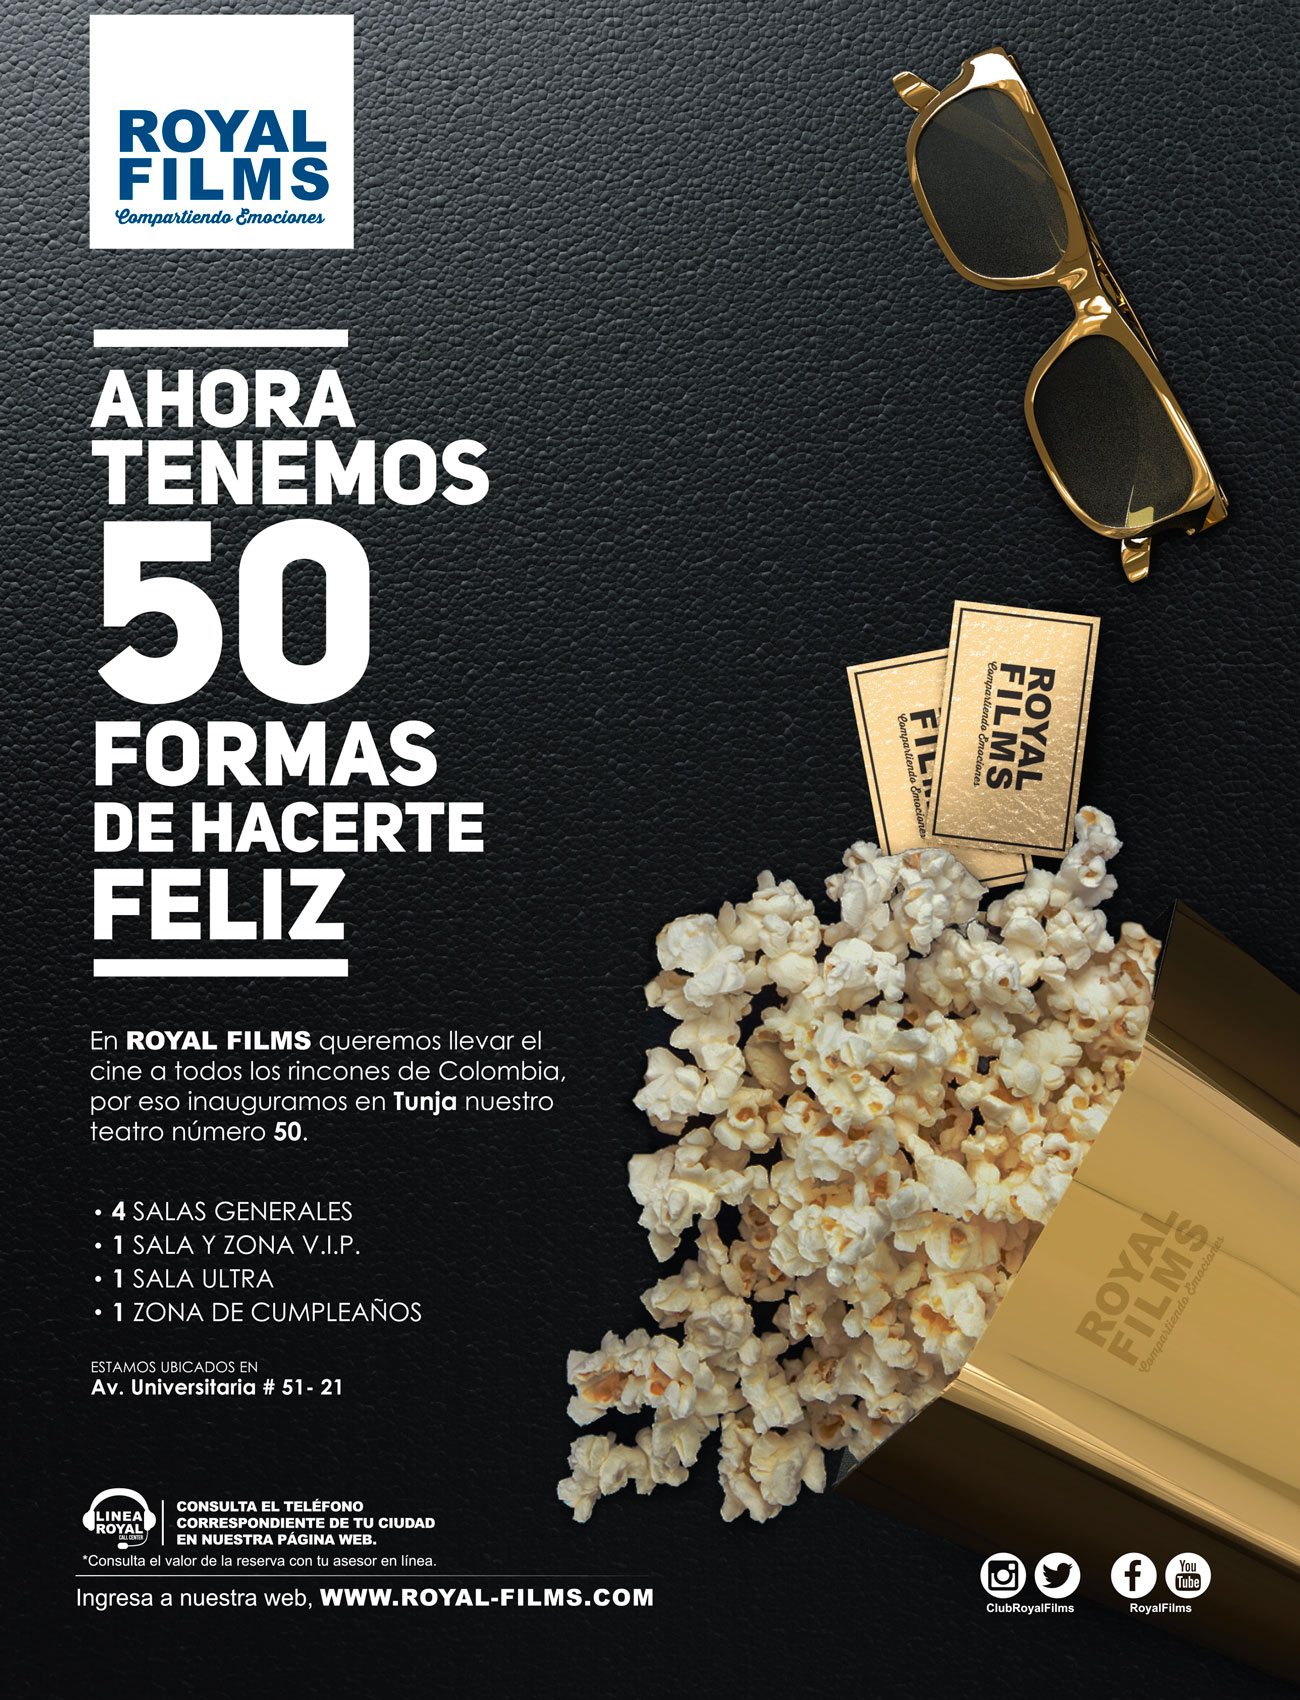 ROYAL
FILMS
Compartiendo Emociones
AHORA
TENEMOS
50
FORMAS
DE HACERTE
FELIZ
En ROYAL FILMS queremos llevar el
cine a todos los rincones de Colombia,
por eso inauguramos en Tunja nuestro
teatro número 50.
• 4 SALAS GENERALES
• 1 SALA Y ZONA V.I.P.
• 1 SALA ULTRA
• 1 ZONA DE CUMPLEAÑOS
ESTAMOS UBICADOS EN
Av. Universitaria # 51- 21
ROYAL
FILMS
Compartiendo Emociones
FILM
Compartiendo Emociones
ROYAL
FILMS
Compartiendo Emociones
LINEA
ROYAL
CALL CENTER
CONSULTA EL TELÉFONO
CORRESPONDIENTE DE TU CIUDAD
EN NUESTRA PÁGINA WEB.
*Consulta el valor de la reserva con tu asesor en línea.
Ingresa a nuestra web, WWW.ROYAL-FILMS.COM
You
Tube
ClubRoyalFilms
RoyalFilms